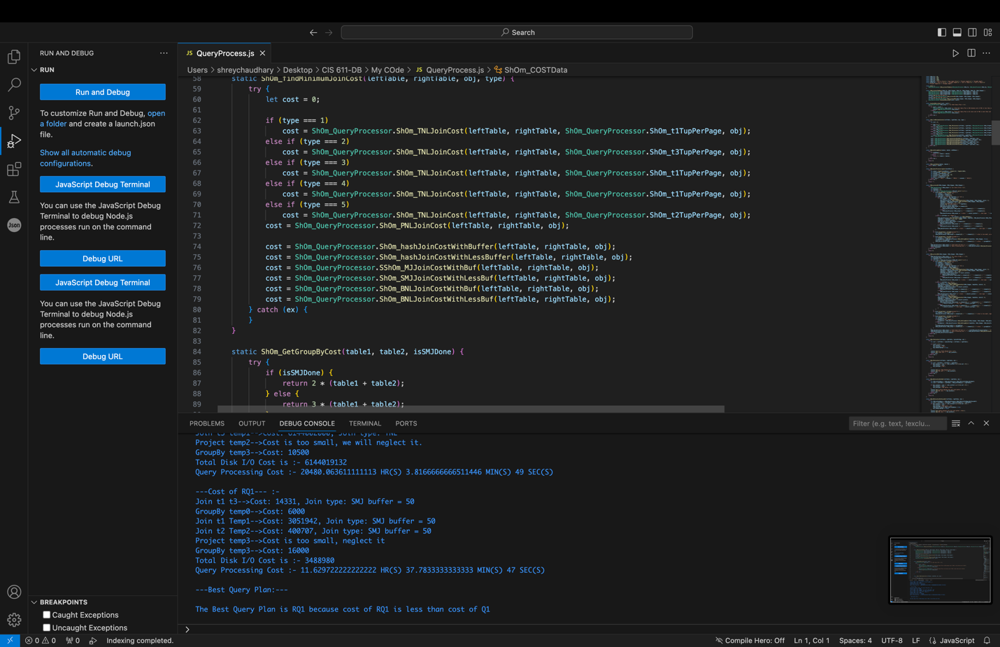 Search
RUN AND DEBUG
RUN
Run and Debug
To customize Run and Debug, open
a folder and create a launch.json
file.
Show all automatic debug
configurations.
JavaScript Debug Terminal
You can use the JavaScript Debug
Terminal to debug Node.js
processes run on the command
line.
Debug URL
JavaScript Debug Terminal
You can use the JavaScript Debug
Terminal to debug Node.js
processes run on the command
line.
Debug URL
Json
BREAKPOINTS
Caught Exceptions
Uncaught Exceptions
JS QueryProcess.js
Users > shreychaudhary > Desktop > CIS 611-DB > My COde > JS QueryProcess.js > ShOm_COSTData
58 static ShOm_findMinimumJoinCost(leftTable, rightTable, obj, type) {
59 try {
60 let cost = 0;
61
62 if (type === 1)
63 cost = ShOm_QueryProcessor.ShOm_TNLJoinCost(leftTable, rightTable, ShOm_QueryProcessor.ShOm_t1TupPerPage, obj);
64 else if (type === 2)
65 cost = ShOm_QueryProcessor.ShOm_TNLJoinCost(leftTable, rightTable, ShOm_QueryProcessor.ShOm_t3TupPerPage, obj);
66 else if (type === 3)
67 cost = ShOm_QueryProcessor.ShOm_TNLJoinCost(leftTable, rightTable, ShOm_QueryProcessor.ShOm_t1TupPerPage, obj);
68 else if (type === 4)
69 cost = ShOm_QueryProcessor.ShOm_TNLJoinCost(leftTable, rightTable, ShOm_QueryProcessor.ShOm_t1TupPerPage, obj);
70 else if (type === 5)
71 cost = ShOm_QueryProcessor.ShOm_TNLJoinCost(leftTable, rightTable, ShOm_QueryProcessor.ShOm_t2TupPerPage, obj);
72 cost = ShOm_QueryProcessor.ShOm_PNLJoinCost(leftTable, rightTable, obj);
73
74 cost = ShOm_QueryProcessor.ShOm_hashJoinCostWithBuffer(leftTable, rightTable, obj);
75 cost = ShOm_QueryProcessor.ShOm_hashJoinCostWithLessBuffer(leftTable, rightTable, obj);
76 cost = ShOm_QueryProcessor.SShOm_MJJoinCostWithBuf(leftTable, rightTable, obj);
77 cost = ShOm_QueryProcessor.ShOm_SMJJoinCostWithLessBuf(leftTable, rightTable, obj);
78 cost = ShOm_QueryProcessor.ShOm_BNLJoinCostWithBuf(leftTable, rightTable, obj);
79 cost = ShOm_QueryProcessor.ShOm_BNLJoinCostWithLessBuf(leftTable, rightTable, obj);
80 } catch (ex) {
81 }
82 }
83
84 static ShOm_GetGroupByCost(table1, table2, isSMJDone) {
85 try {
86 if (isSMJDone) {
87 return 2 * (table1 + table2);
88 } else {
89 return 3 * (table1 + table2);
PROBLEMS OUTPUT DEBUG CONSOLE TERMINAL PORTS
Filter (e.g. text, !exclu...
Join t3 temp1-->Cost: 6144002000, Join type: TNL
Project temp2-->Cost is too small, we will neglect it.
GroupBy temp3-->Cost: 10500
Total Disk I/O Cost is :- 6144019132
Query Processing Cost :- 20480.063611111113 HR(S) 3.8166666666511446 MIN(S) 49 SEC(S)
---Cost of RQ1--- :-
Join t1 t3-->Cost: 14331, Join type: SMJ buffer = 50
GroupBy temp0-->Cost: 6000
Join t1 Temp1-->Cost: 3051942, Join type: SMJ buffer = 50
Join t2 Temp2-->Cost: 400707, Join type: SMJ buffer = 50
Project temp3-->Cost is too small, neglect it
GroupBy temp3-->Cost: 16000
Total Disk I/O Cost is :- 3488980
Query Processing Cost :- 11.629722222222222 HR(S) 37.7833333333333 MIN(S) 47 SEC(S)
---Best Query Plan:---
The Best Query Plan is RQ1 because cost of RQ1 is less than cost of Q1
0 0 0 Indexing completed.
Compile Hero: Off Ln 1, Col 1 Spaces: 4 UTF-8 LF JavaScript